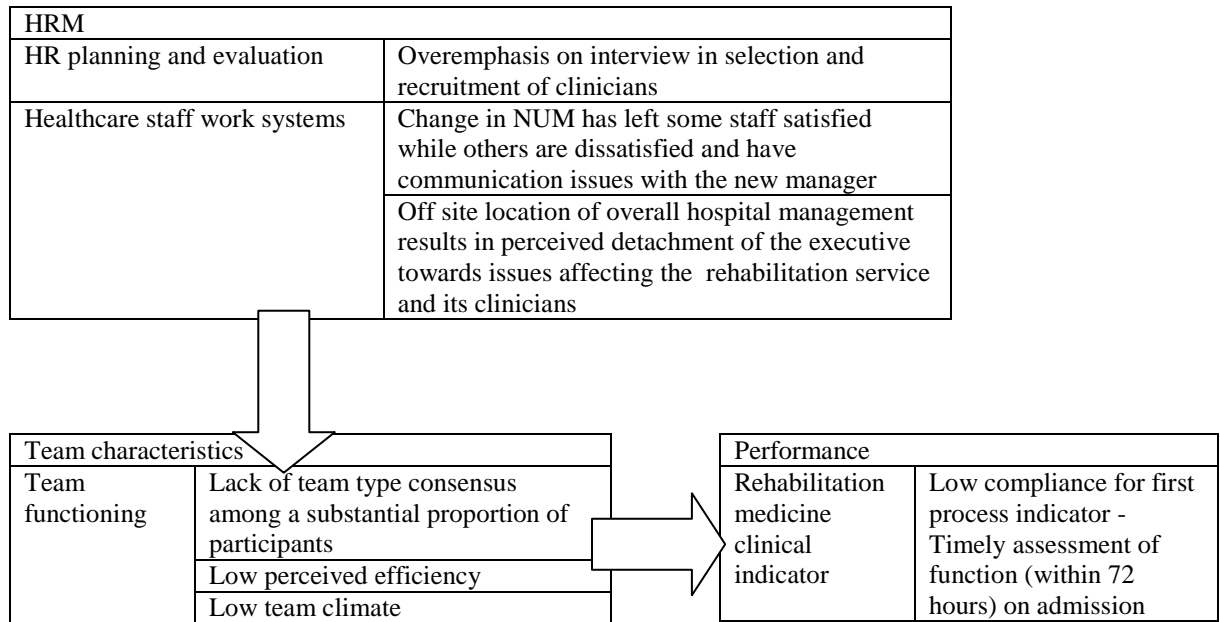 HRM
HR planning and evaluation
Overemphasis on interview in selection and
recruitment of clinicians
Healthcare staff work systems
Change in NUM has left some staff satisfied
while others are dissatisfied and have
communication issues with the new manager
Off site location of overall hospital management
results in perceived detachment of the executive
towards issues affecting the rehabilitation service
and its clinicians
Team characteristics
Team
functioning
Lack of team type consensus
among a substantial proportion of
participants
Low perceived efficiency
Low team climate
Performance
Rehabilitation
medicine
clinical
indicator
Low compliance for first
process indicator -
Timely assessment of
function (within 72
hours) on admission